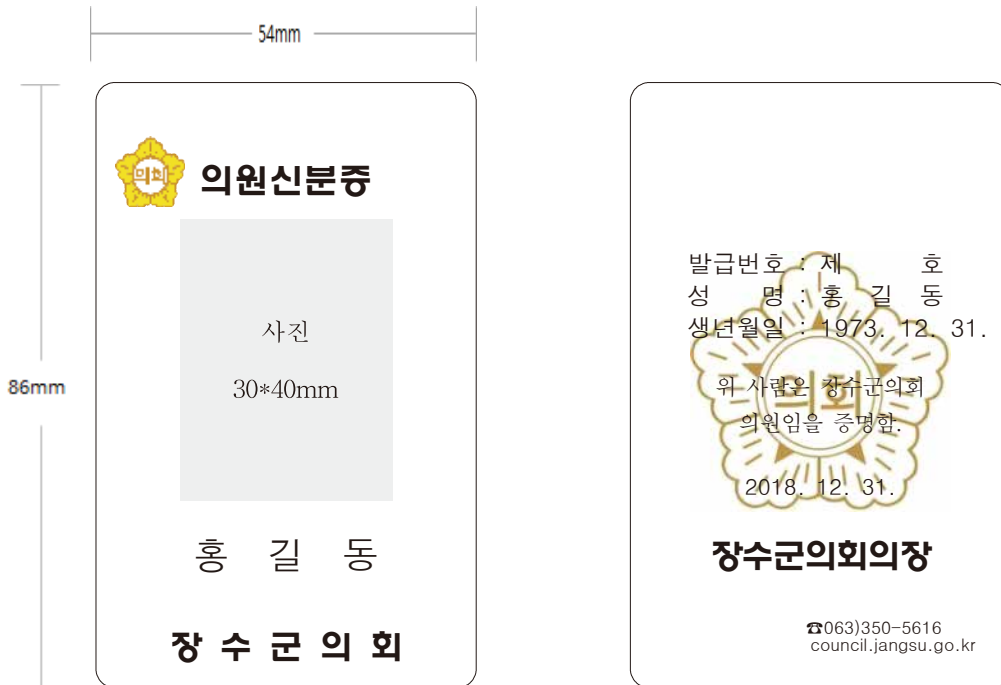 54mm
86mm
의회 의원신분증
사진
30*40mm
홍 길 동
장 수 군 의 회
발급번호 : 제 호
성 명 : 홍 길 동
생년월일 : 1973. 12. 31.
의회
위 사람은 장수군의회
의원임을 증명함.
2018. 12. 31.
장수군의회의장
☎063)350-5616
council.jangsu.go.kr